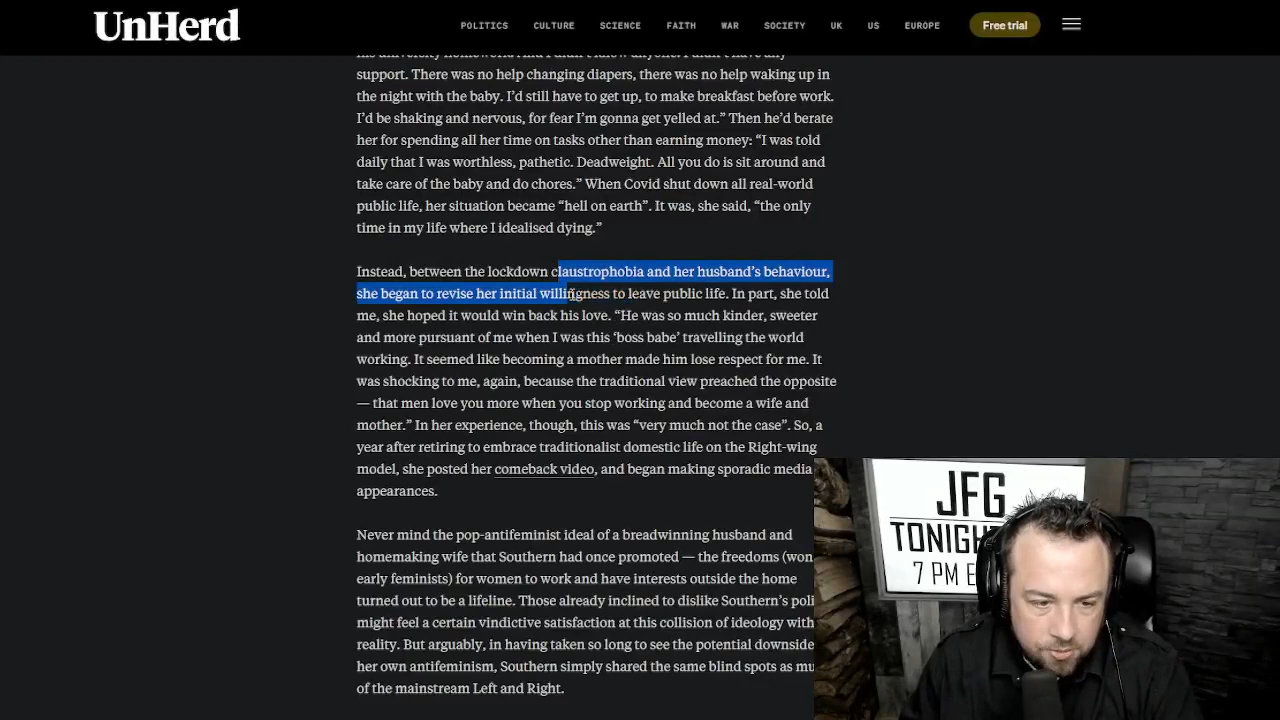 UnHerd
POLITICS CULTURE SCIENCE FAITH WAR SOCIETY UK US EUROPE Free trial
support. There was no help changing diapers, there was no help waking up in
the night with the baby. I'd still have to get up, to make breakfast before work.
I'd be shaking and nervous, for fear I'm gonna get yelled at.” Then he'd berate
her for spending all her time on tasks other than earning money: “I was told
daily that I was worthless, pathetic. Deadweight. All you do is sit around and
take care of the baby and do chores.” When Covid shut down all real-world
public life, her situation became “hell on earth”. It was, she said, “the only
time in my life where I idealised dying.”
Instead, between the lockdown claustrophobia and her husband's behaviour,
she began to revise her initial willingness to leave public life. In part, she told
me, she hoped it would win back his love. “He was so much kinder, sweeter
and more pursuant of me when I was this ‘boss babe’ travelling the world
working. It seemed like becoming a mother made him lose respect for me. It
was shocking to me, again, because the traditional view preached the opposite
— that men love you more when you stop working and become a wife and
mother.” In her experience, though, this was “very much not the case”. So, a
year after retiring to embrace traditionalist domestic life on the Right-wing
model, she posted her comeback video, and began making sporadic media
appearances.
Never mind the pop-antifeminist ideal of a breadwinning husband and
homemaking wife that Southern had once promoted — the freedoms (won
early feminists) for women to work and have interests outside the home
turned out to be a lifeline. Those already inclined to dislike Southern's poli
might feel a certain vindictive satisfaction at this collision of ideology with
reality. But arguably, in having taken so long to see the potential downside
her own antifeminism, Southern simply shared the same blind spots as mu
of the mainstream Left and Right.
JFG
TONIGH
7 PM E